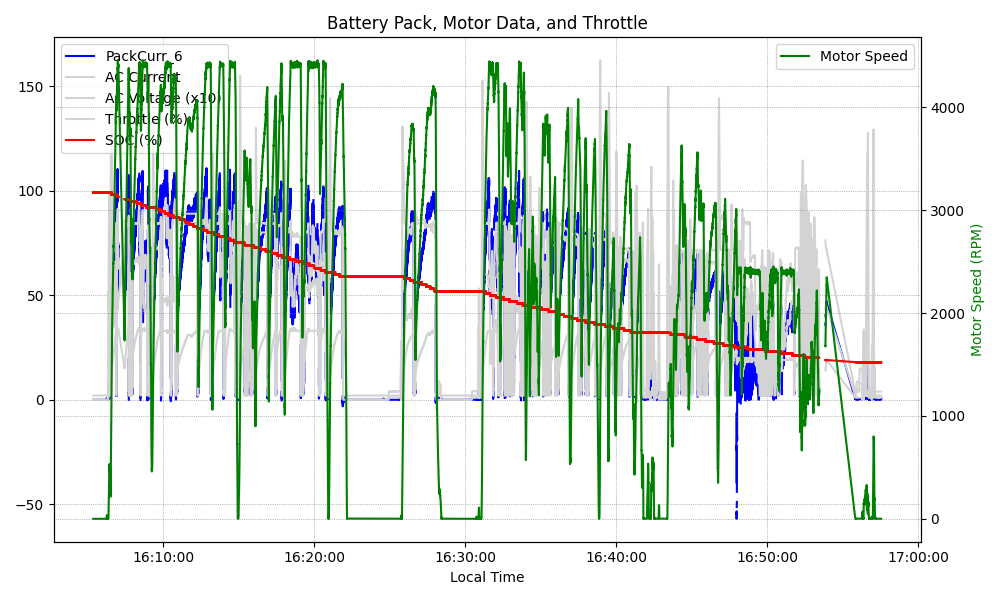 Battery Pack, Motor Data, and Throttle
PackCurr_6
AC Current
AC Voltage (x10)
Throttle (%)
SOC (%)
Motor Speed
150
100
50
0
−50
4000
3000
2000
1000
0
Motor Speed (RPM)
16:10:00
16:20:00
16:30:00
16:40:00
16:50:00
17:00:00
Local Time